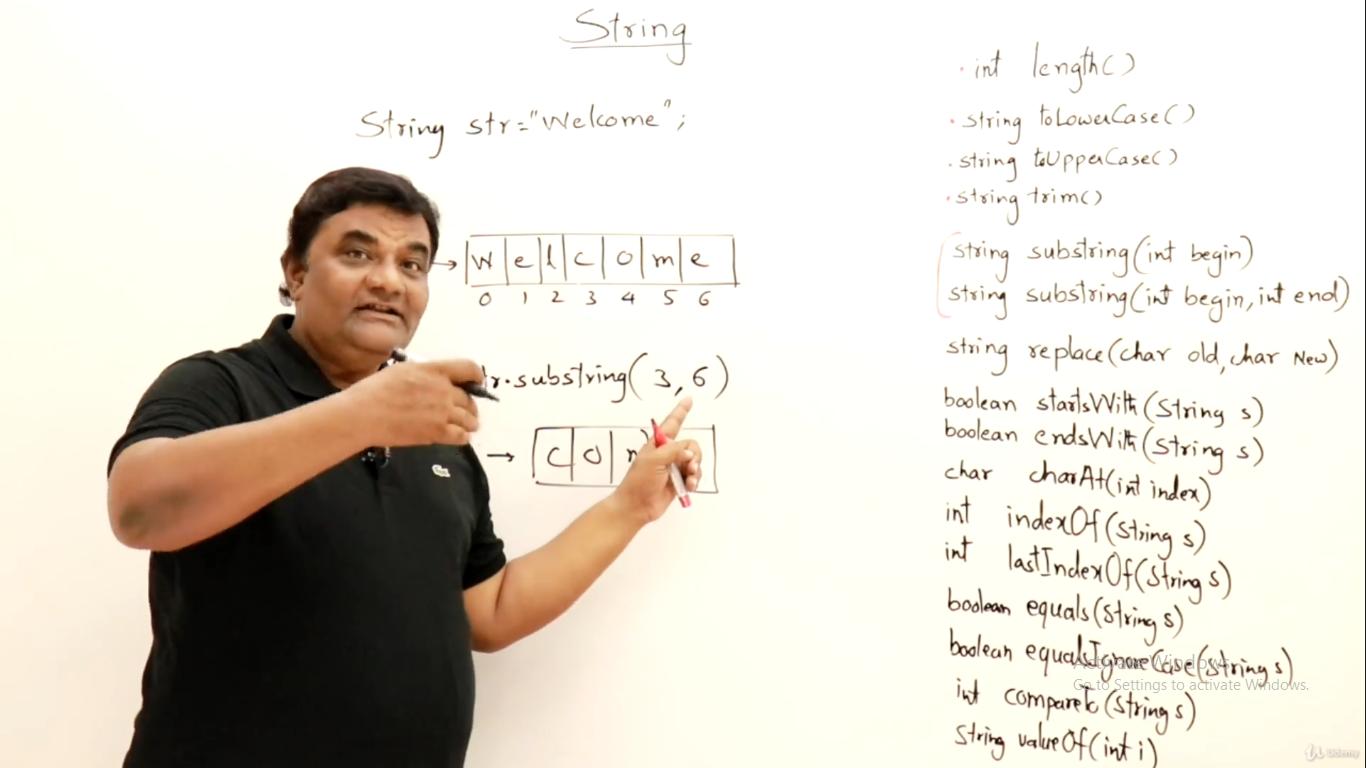 String
String str="Welcome";
W e l c o m e
0 1 2 3 4 5 6
str.substring(3,6)
c o
int length()
string toLowerCase()
string toUpperCase()
string trim()
string substring(int begin)
string substring(int begin, int end)
string replace(char old, char New)
boolean startsWith(String s)
boolean endsWith(String s)
char charAt(int index)
int indexOf(String s)
int lastIndexOf(String s)
boolean equals(String s)
boolean equalsIgnoreCase(String s)
int compareTo(String s)
string valueOf(int i)
Activate Windows
Go to Settings to activate Windows.
Udemy